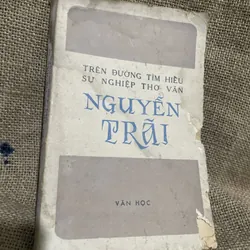 TRÊN ĐƯỜNG TÌM HIỂU
SỰ NGHIỆP THƠ VĂN
NGUYỄN
TRÃI
VĂN HỌC